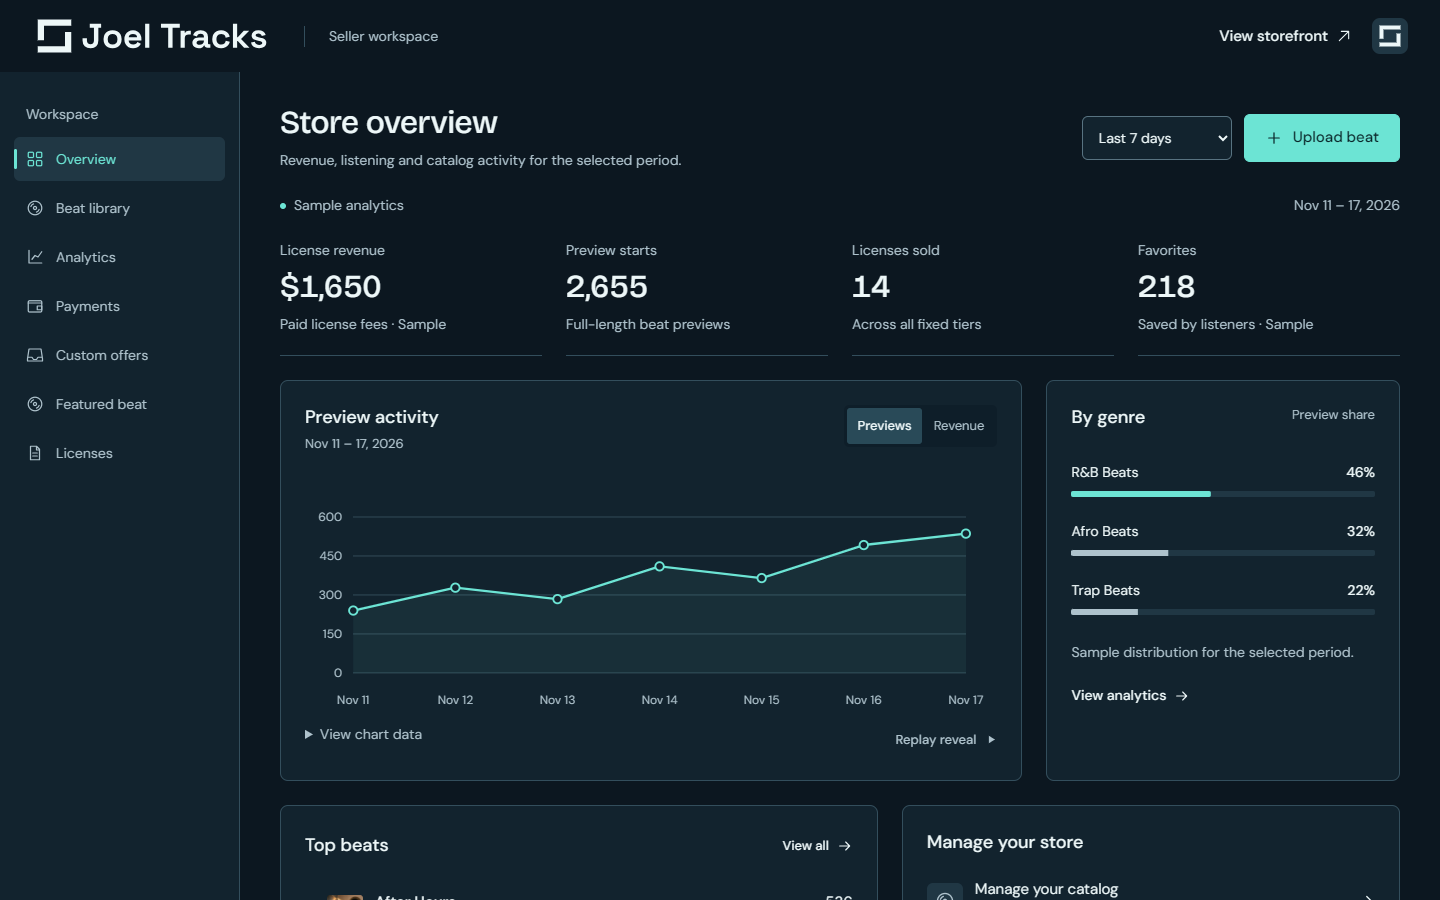 Joel Tracks
Seller workspace
View storefront
Workspace
Overview
Beat library
Analytics
Payments
Custom offers
Featured beat
Licenses
Store overview
Revenue, listening and catalog activity for the selected period.
Last 7 days
Upload beat
Sample analytics
Nov 11 – 17, 2026
License revenue
$1,650
Paid license fees · Sample
Preview starts
2,655
Full-length beat previews
Licenses sold
14
Across all fixed tiers
Favorites
218
Saved by listeners · Sample
Preview activity
Nov 11 – 17, 2026
Previews
Revenue
600
450
300
150
0
Nov 11
Nov 12
Nov 13
Nov 14
Nov 15
Nov 16
Nov 17
View chart data
Replay reveal
By genre
Preview share
R&B Beats
46%
Afro Beats
32%
Trap Beats
22%
Sample distribution for the selected period.
View analytics
Top beats
View all
After Hours
Manage your store
Manage your catalog